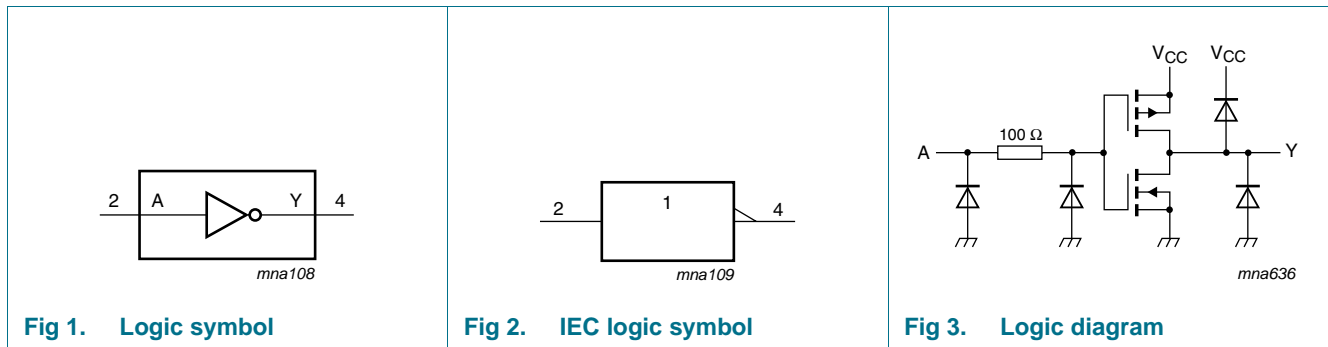 2 A Y 4
mna108
Fig 1. Logic symbol
1
2 4
mna109
Fig 2. IEC logic symbol
VCC VCC
100 Ω
A Y
mna636
Fig 3. Logic diagram